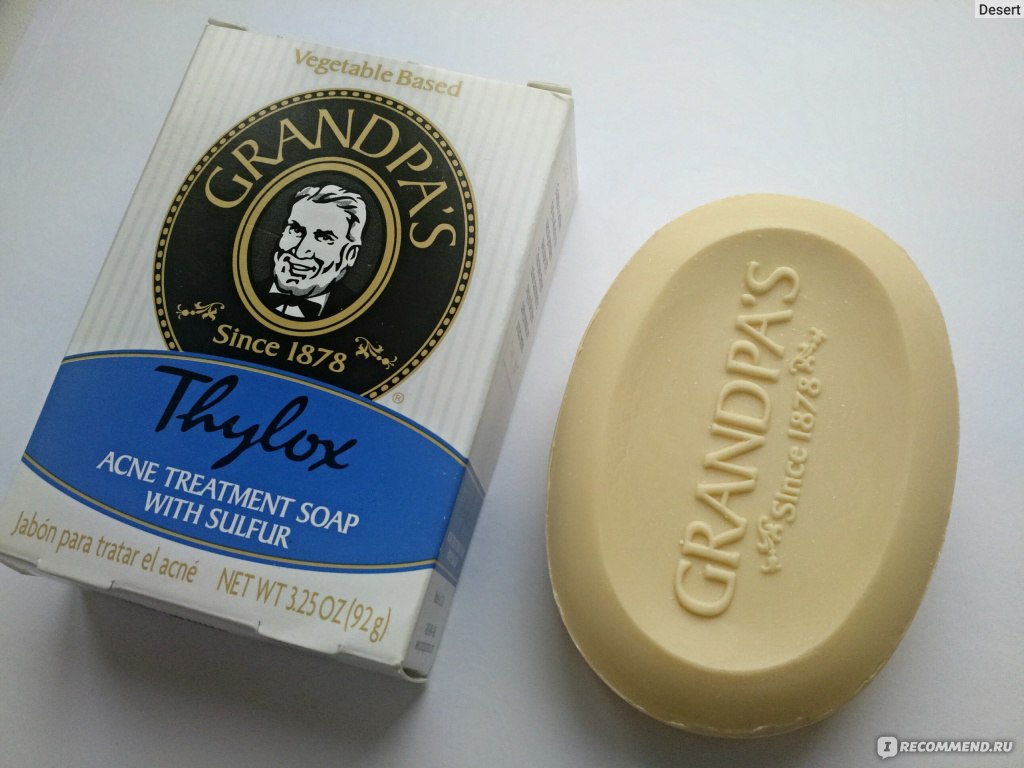 Desert
Vegetable Based
GRANDPA'S
Since 1878
®
Thylox
ACNE TREATMENT SOAP
WITH SULFUR
Jabón para tratar el acné NET WT 3.25 OZ (92g)
GRANDPA'S
Since 1878
I RECOMMEND.RU